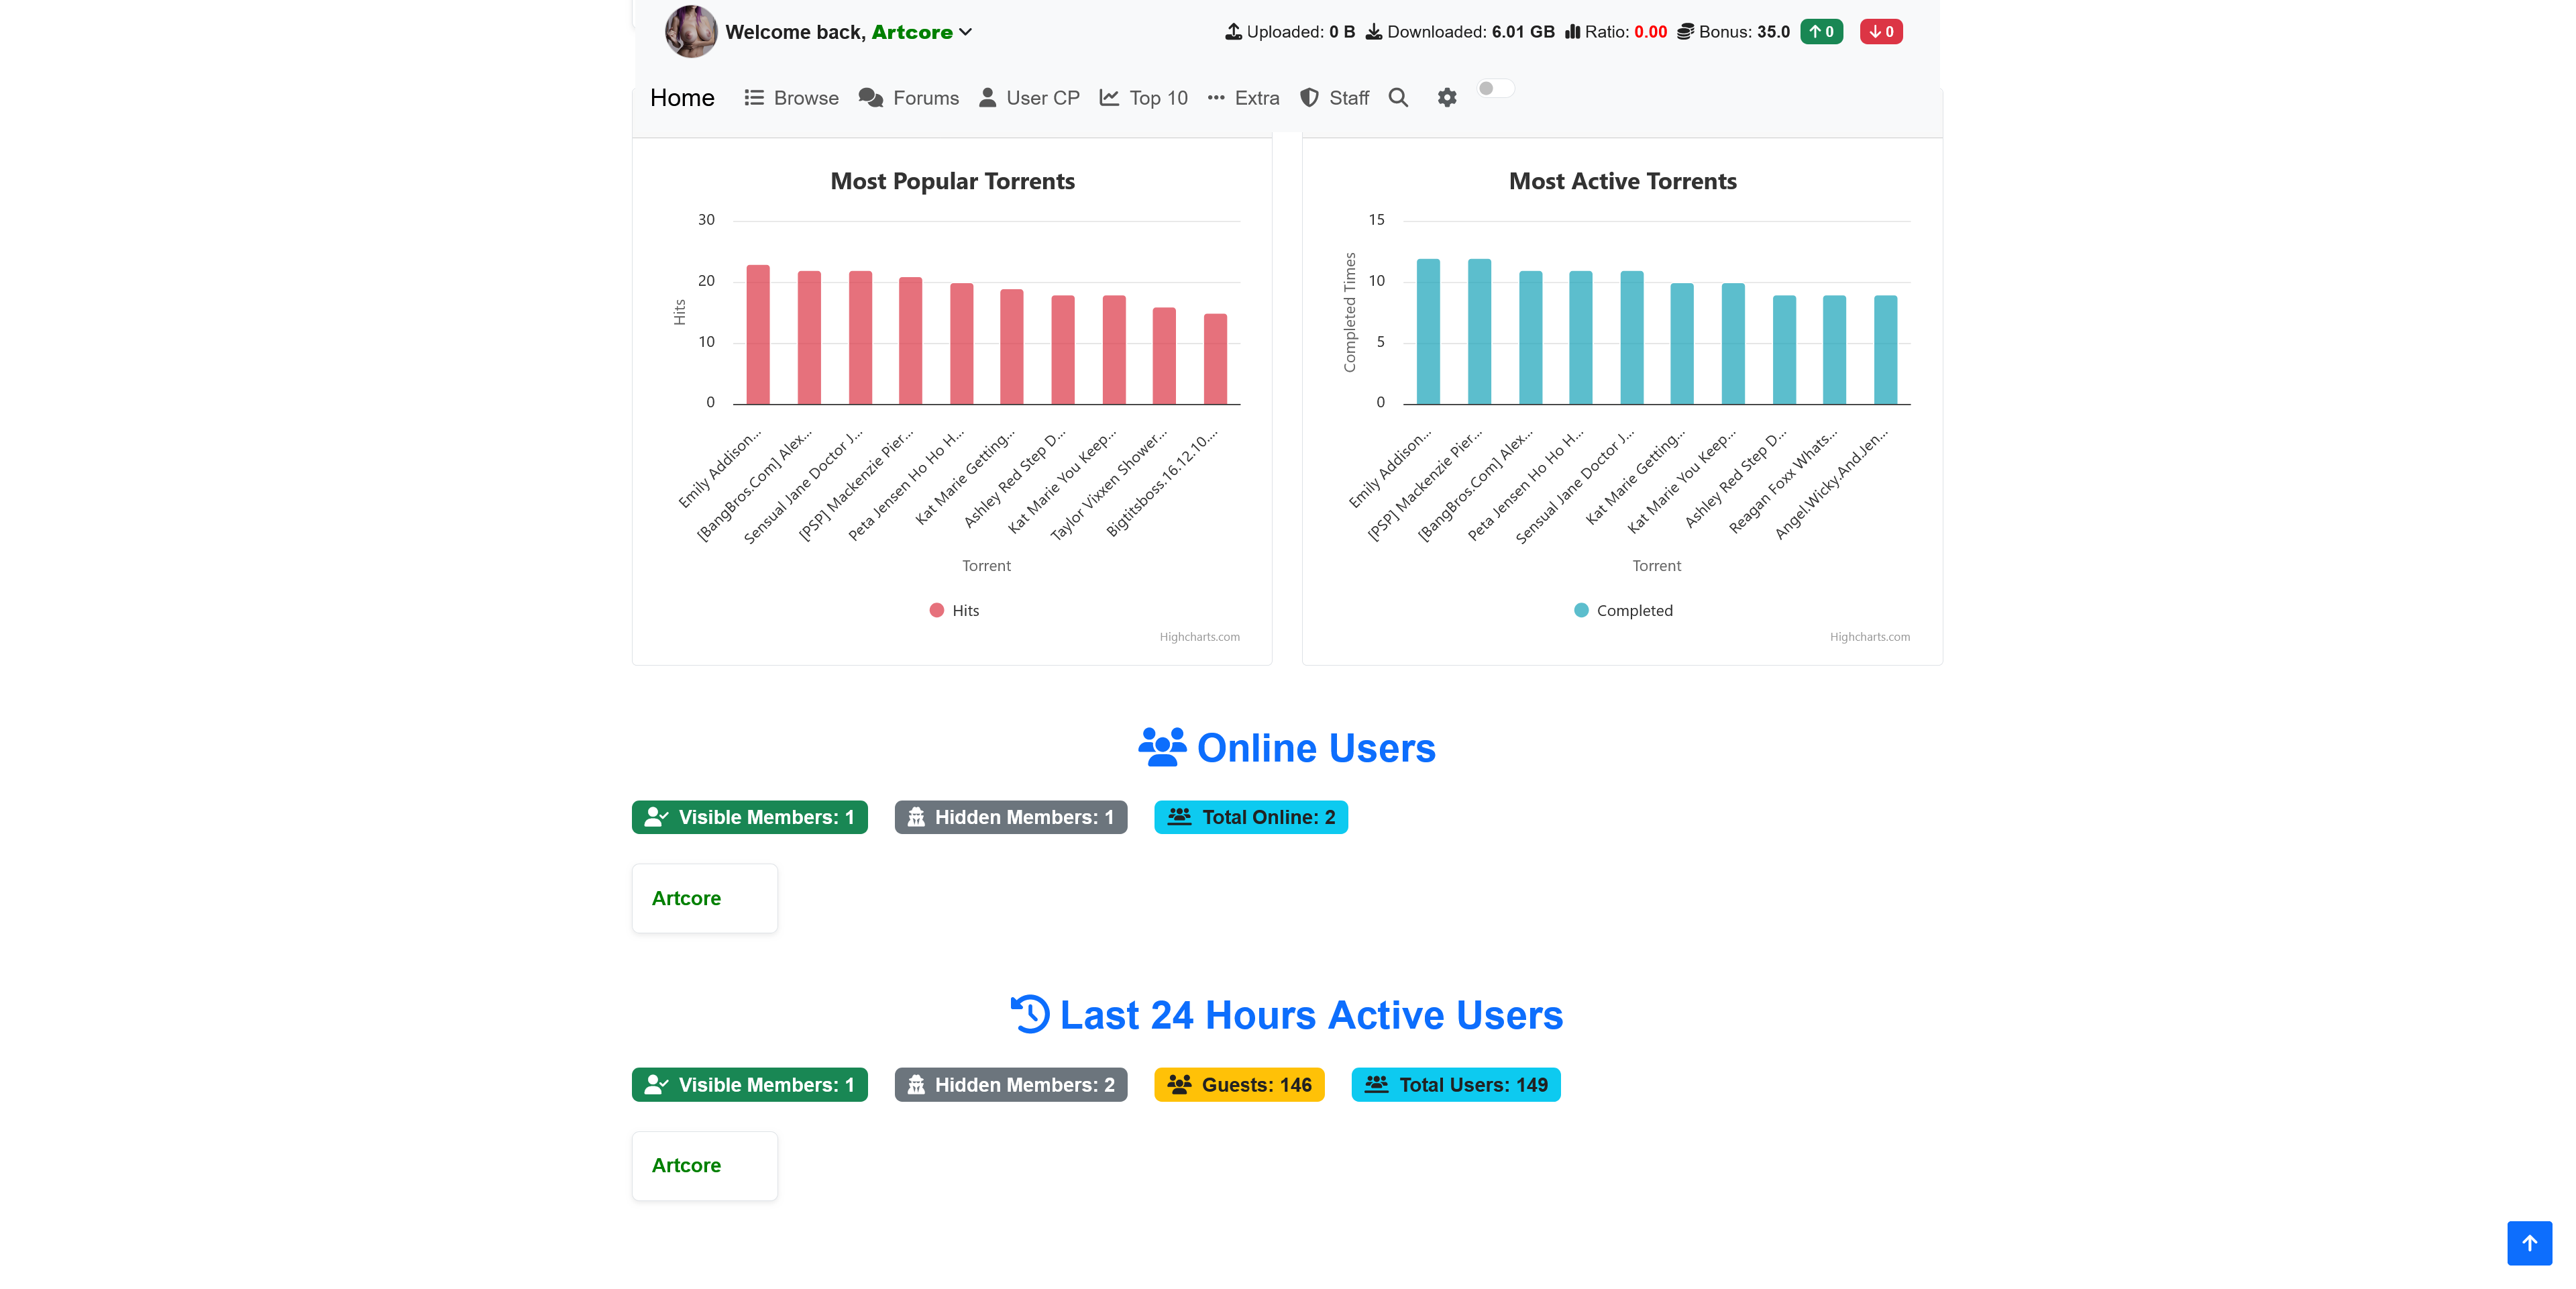 Welcome back, Artcore
Uploaded: 0 B Downloaded: 6.01 GB Ratio: 0.00 Bonus: 35.0 0 0
Home Browse Forums User CP Top 10 Extra Staff
Most Popular Torrents
30
20
10
0
Hits
Emily Addison...
[BangBros.Com] Alex...
Sensual Jane Doctor J...
[PSP] Mackenzie Pier...
Peta Jensen Ho Ho H...
Kat Marie Getting...
Ashley Red Step D...
Kat Marie You Keep...
Taylor Vixxen Shower...
Bigtitsboss.16.12.10....
Torrent
Hits
Highcharts.com
Most Active Torrents
15
10
5
0
Completed Times
Emily Addison...
[PSP] Mackenzie Pier...
[BangBros.Com] Alex...
Peta Jensen Ho Ho H...
Sensual Jane Doctor J...
Kat Marie Getting...
Kat Marie You Keep...
Ashley Red Step D...
Reagan Foxx Whats...
Angel.Wicky.And.Jen...
Torrent
Completed
Highcharts.com
Online Users
Visible Members: 1 Hidden Members: 1 Total Online: 2
Artcore
Last 24 Hours Active Users
Visible Members: 1 Hidden Members: 2 Guests: 146 Total Users: 149
Artcore